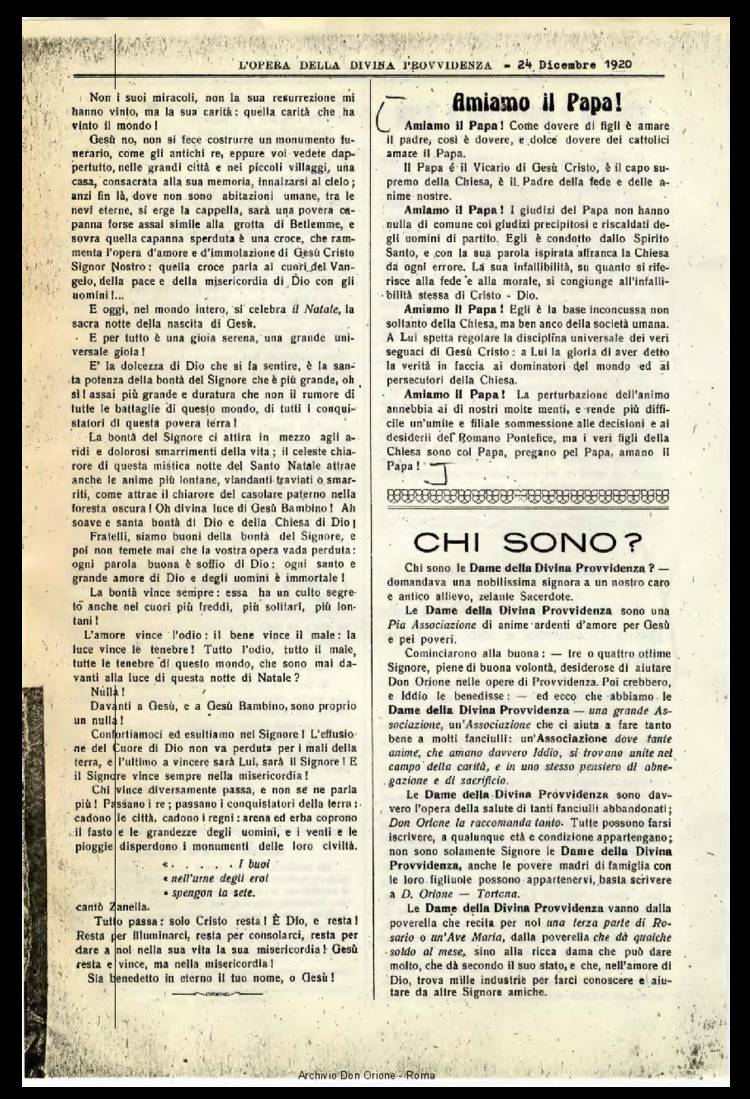 L'OPERA DELLA DIVINA PROVVIDENZA - 24 Dicembre 1920
Non i suoi miracoli, non la sua resurrezione mi
hanno vinto, ma la sua carità: quella carità che ha
vinto il mondo!
Gesù no, non si fece costrurre un monumento fu-
nerario, come gli antichi re, eppure voi vedete dap-
pertutto, nelle grandi città e nei piccoli villaggi, una
casa, consacrata alla sua memoria, innalzarsi al cielo;
anzi fin là, dove non sono abitazioni umane, tra le
nevi eterne, si erge la cappella, sarà una povera ca-
panna forse assai simile alla grotta di Betlemme, e
sovra quella capanna sperduta è una croce, che ram-
menta l'opera d'amore e d'immolazione di Gesù Cristo
Signor Nostro: quella croce parla ai cuori del Van-
gelo, della pace e della misericordia di Dio con gli
uomini!...
E oggi, nel mondo intero, si celebra il Natale, la
sacra notte della nascita di Gesù.
E per tutto è una gioia serena, una grande uni-
versale gioia!
E' la dolcezza di Dio che si fa sentire, è la san-
ta potenza della bontà del Signore che è più grande, oh
sì! assai più grande e duratura che non il rumore di
tutte le battaglie di questo mondo, di tutti i conqui-
statori di questa povera terra!
La bontà del Signore ci attira in mezzo agli a-
ridi e dolorosi smarrimenti della vita; il celeste chia-
rore di questa mistica notte del Santo Natale attrae
anche le anime più lontane, viandanti traviati o smar-
riti, come attrae il chiarore del casolare paterno nella
foresta oscura! Oh divina luce di Gesù Bambino! Ah
soave e santa bontà di Dio e della Chiesa di Dio!
Fratelli, siamo buoni della bontà del Signore, e
poi non temete mai che la vostra opera vada perduta:
ogni parola buona è soffio di Dio: ogni santo e
grande amore di Dio e degli uomini è immortale!
La bontà vince sempre: essa ha un culto segre-
to anche nei cuori più freddi, più solitari, più lon-
tani!
L'amore vince l'odio: il bene vince il male: la
luce vince le tenebre! Tutto l'odio, tutto il male,
tutte le tenebre di questo mondo, che sono mai da-
vanti alla luce di questa notte di Natale?
Nulla!
Davanti a Gesù, e a Gesù Bambino, sono proprio
un nulla!
Confortiamoci ed esultiamo nel Signore! L'effusio-
ne del Cuore di Dio non va perduta per i mali della
terra, e l'ultimo a vincere sarà Lui, sarà il Signore! E
il Signore vince sempre nella misericordia!
Chi vince diversamente passa, e non se ne parla
più! Passano i re; passano i conquistatori della terra:
cadono le città, cadono i regni: arena ed erba coprono
il fasto e le grandezze degli uomini, e i venti e le
pioggie disperdono i monumenti delle loro civiltà.
« . . . . . I buoi
« nell'urne degli eroi
« spengon la sete.
cantò Zanella.
Tutto passa: solo Cristo resta! È Dio, e resta!
Resta per illuminarci, resta per consolarci, resta per
dare a noi nella sua vita la sua misericordia! Gesù
resta e vince, ma nella misericordia!
Sia benedetto in eterno il tuo nome, o Gesù!
Amiamo il Papa!
Amiamo il Papa! Come dovere di figli è amare
il padre, così è dovere, e dolce dovere dei cattolici
amare il Papa.
Il Papa é il Vicario di Gesù Cristo, è il capo su-
premo della Chiesa, è il Padre della fede e delle a-
nime nostre.
Amiamo il Papa! I giudizi del Papa non hanno
nulla di comune coi giudizi precipitosi e riscaldati de-
gli uomini di partito. Egli è condotto dallo Spirito
Santo, e con la sua parola ispirata affranca la Chiesa
da ogni errore. La sua infallibilità, su quanto si rife-
risce alla fede e alla morale, si congiunge all'infalli-
bilità stessa di Cristo - Dio.
Amiamo il Papa! Egli è la base inconcussa non
soltanto della Chiesa, ma ben anco della società umana.
A Lui spetta regolare la disciplina universale dei veri
seguaci di Gesù Cristo: a Lui la gloria di aver detto
la verità in faccia ai dominatori del mondo ed ai
persecutori della Chiesa.
Amiamo il Papa! La perturbazione dell'animo
annebbia ai dì nostri molte menti, e rende più diffi-
cile un'umile e filiale sommessione alle decisioni e ai
desiderii del Romano Pontefice, ma i veri figli della
Chiesa sono col Papa, pregano pel Papa, amano il
Papa!
CHI SONO?
Chi sono le Dame della Divina Provvidenza? —
domandava una nobilissima signora a un nostro caro
e antico allievo, zelante Sacerdote.
Le Dame della Divina Provvidenza sono una
Pia Associazione di anime ardenti d'amore per Gesù
e pei poveri.
Cominciarono alla buona: — tre o quattro ottime
Signore, piene di buona volontà, desiderose di aiutare
Don Orione nelle opere di Provvidenza. Poi crebbero,
e Iddio le benedisse: — ed ecco che abbiamo le
Dame della Divina Provvidenza — una grande As-
sociazione, un'Associazione che ci aiuta a fare tanto
bene a molti fanciulli: un'Associazione dove tante
anime, che amano davvero Iddio, si trovano unite nel
campo della carità, e in uno stesso pensiero di abne-
gazione e di sacrificio.
Le Dame della Divina Provvidenza sono dav-
vero l'opera della salute di tanti fanciulli abbandonati;
Don Orione la raccomanda tanto. Tutte possono farsi
iscrivere, a qualunque età e condizione appartengano;
non sono solamente Signore le Dame della Divina
Provvidenza, anche le povere madri di famiglia con
le loro figliuole possono appartenervi, basta scrivere
a D. Orione — Tortona.
Le Dame della Divina Provvidenza vanno dalla
poverella che recita per noi una terza parte di Ro-
sario o un'Ave Maria, dalla poverella che dà qualche
soldo al mese, sino alla ricca dama che può dare
molto, che dà secondo il suo stato, e che, nell'amore di
Dio, trova mille industrie per farci conoscere e aiu-
tare da altre Signore amiche.
Archivio Don Orione - Roma